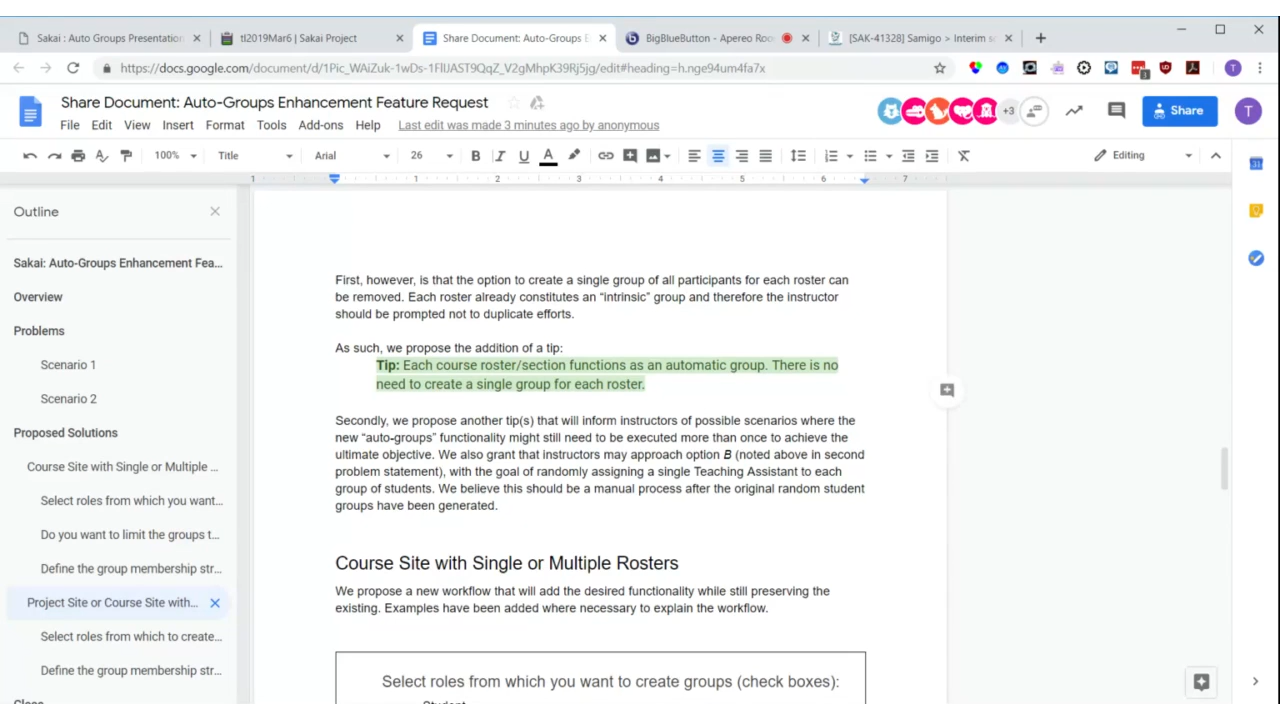 Sakai : Auto Groups Presentation
tl2019Mar6 | Sakai Project
Share Document: Auto-Groups E
BigBlueButton - Apereo Roo
[SAK-41328] Samigo > Interim s
https://docs.google.com/document/d/1Pic_WAiZuk-1wDs-1FlUAST9QqZ_V2gMhpK39Rj5jg/edit#heading=h.nge94um4fa7x
Share Document: Auto-Groups Enhancement Feature Request
+3
Share
T
File Edit View Insert Format Tools Add-ons Help Last edit was made 3 minutes ago by anonymous
100% Title Arial 26 B I U A Editing
1 1 2 3 4 5 6 7
Outline
Sakai: Auto-Groups Enhancement Fea...
Overview
Problems
Scenario 1
Scenario 2
Proposed Solutions
Course Site with Single or Multiple ...
Select roles from which you want...
Do you want to limit the groups t...
Define the group membership str...
Project Site or Course Site with...
Select roles from which to create...
Define the group membership str...
First, however, is that the option to create a single group of all participants for each roster can
be removed. Each roster already constitutes an “intrinsic” group and therefore the instructor
should be prompted not to duplicate efforts.
As such, we propose the addition of a tip:
Tip: Each course roster/section functions as an automatic group. There is no
need to create a single group for each roster.
Secondly, we propose another tip(s) that will inform instructors of possible scenarios where the
new “auto-groups” functionality might still need to be executed more than once to achieve the
ultimate objective. We also grant that instructors may approach option B (noted above in second
problem statement), with the goal of randomly assigning a single Teaching Assistant to each
group of students. We believe this should be a manual process after the original random student
groups have been generated.
Course Site with Single or Multiple Rosters
We propose a new workflow that will add the desired functionality while still preserving the
existing. Examples have been added where necessary to explain the workflow.
Select roles from which you want to create groups (check boxes):
Student